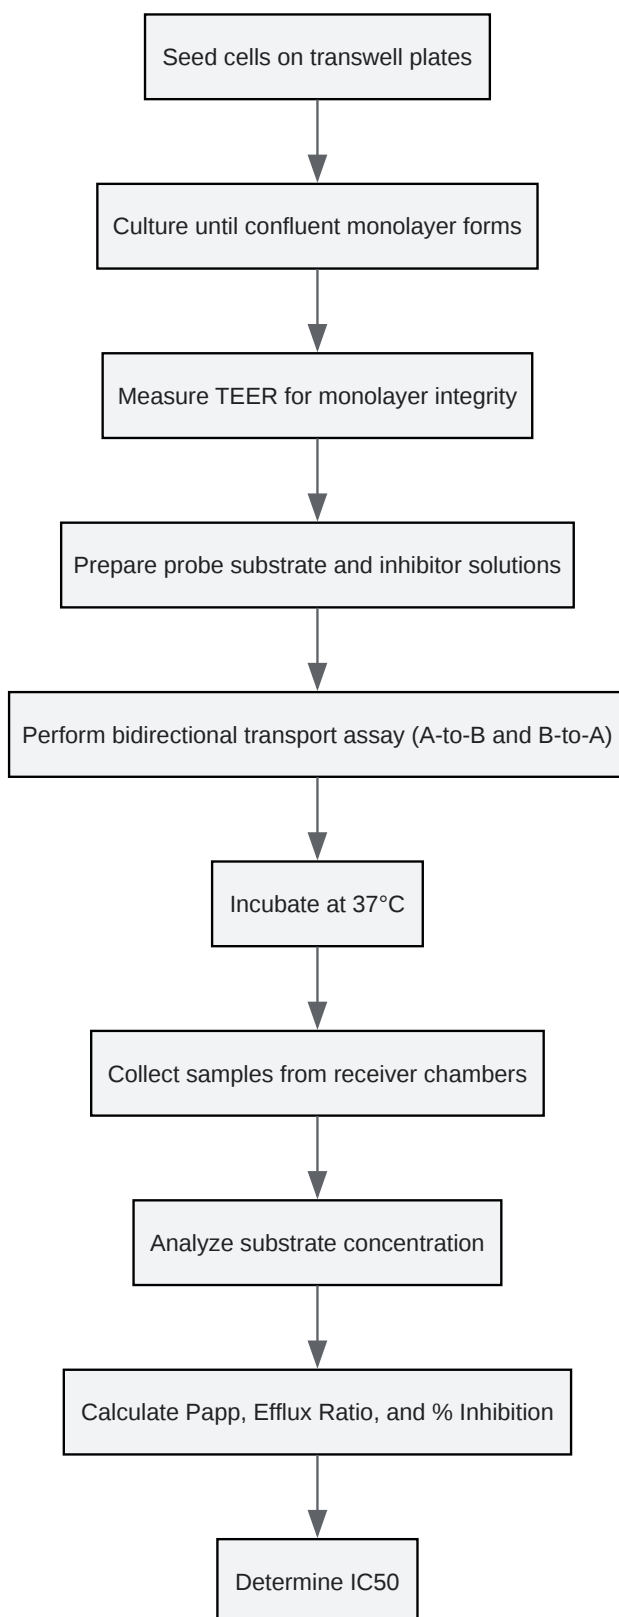 Seed cells on transwell plates
Culture until confluent monolayer forms
Measure TEER for monolayer integrity
Prepare probe substrate and inhibitor solutions
Perform bidirectional transport assay (A-to-B and B-to-A)
Incubate at 37°C
Collect samples from receiver chambers
Analyze substrate concentration
Calculate Papp, Efflux Ratio, and % Inhibition
Determine IC50